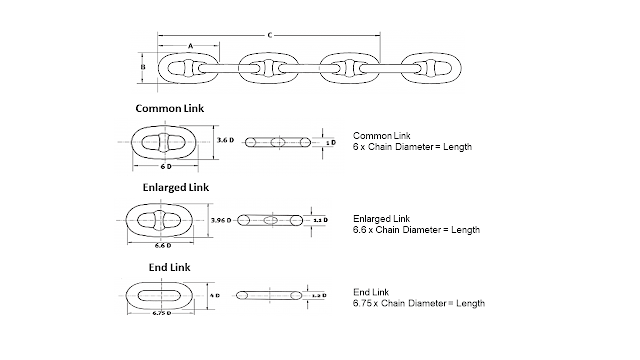 C
A
B
Common Link
3.6 D
1 D
6 D
Common Link
6 x Chain Diameter = Length
Enlarged Link
3.96 D
1.1 D
6.6 D
Enlarged Link
6.6 x Chain Diameter = Length
End Link
4 D
1.2 D
6.75 D
End Link
6.75 x Chain Diameter = Length